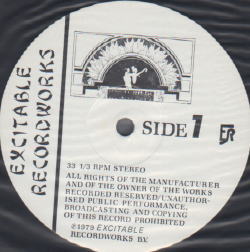 EXCITABLE
RECORDWORKS
SIDE 1
ER
33 1/3 RPM STEREO
ALL RIGHTS OF THE MANUFACTURER
AND OF THE OWNER OF THE WORKS
RECORDED RESERVED/UNAUTHOR-
ISED PUBLIC PERFORMANCE,
BROADCASTING AND COPYING
OF THIS RECORD PROHIBITED
©1979 EXCITABLE
RECORDWORKS BV.